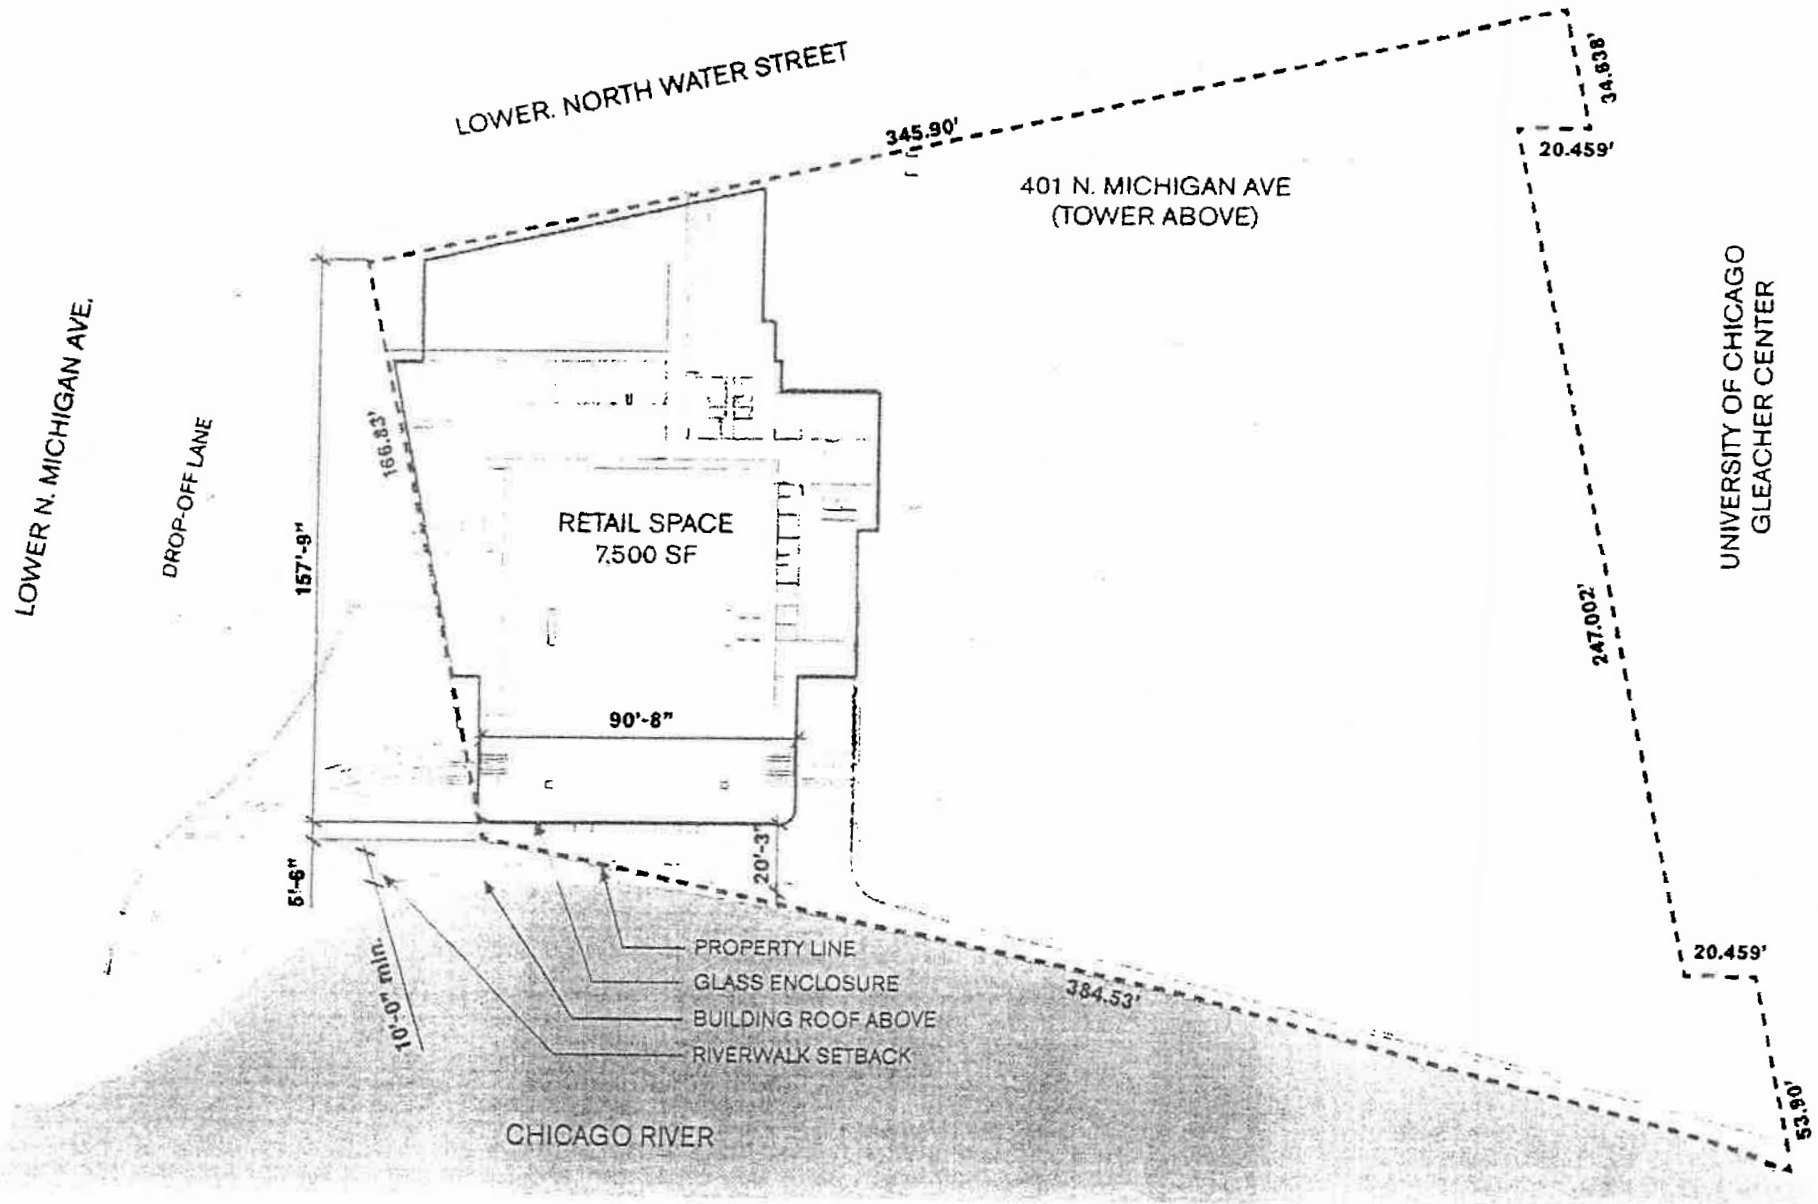 LOWER. NORTH WATER STREET
345.90'
34.638'
20.459'
401 N. MICHIGAN AVE
(TOWER ABOVE)
LOWER N. MICHIGAN AVE.
DROP-OFF LANE
166.83'
157'-9"
RETAIL SPACE
7,500 SF
UNIVERSITY OF CHICAGO
GLEACHER CENTER
247.002'
90'-8"
20'-3"
5'-6"
10'-0" min.
PROPERTY LINE
GLASS ENCLOSURE
BUILDING ROOF ABOVE
RIVERWALK SETBACK
384.53'
20.459'
53.90'
CHICAGO RIVER